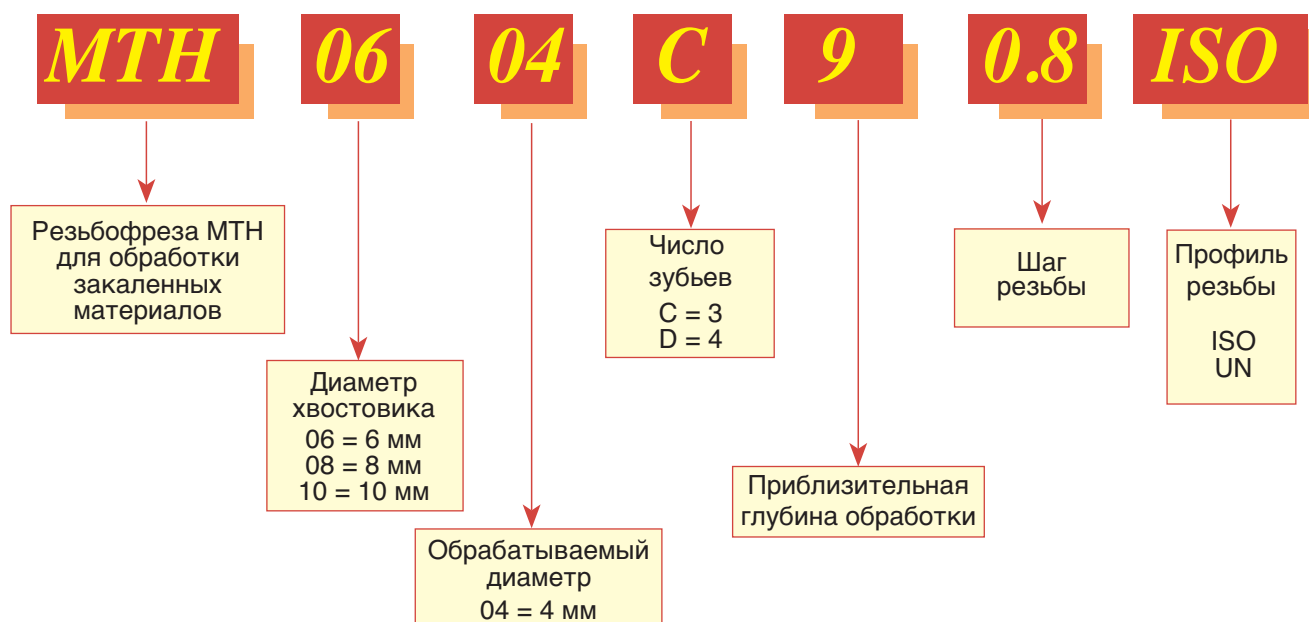 MTH 06 04 C 9 0.8 ISO
Резьбофреза МТН
для обработки
закаленных
материалов
Диаметр
хвостовика
06 = 6 мм
08 = 8 мм
10 = 10 мм
Обрабатываемый
диаметр
04 = 4 мм
Число
зубьев
C = 3
D = 4
Приблизительная
глубина обработки
Шаг
резьбы
Профиль
резьбы
ISO
UN